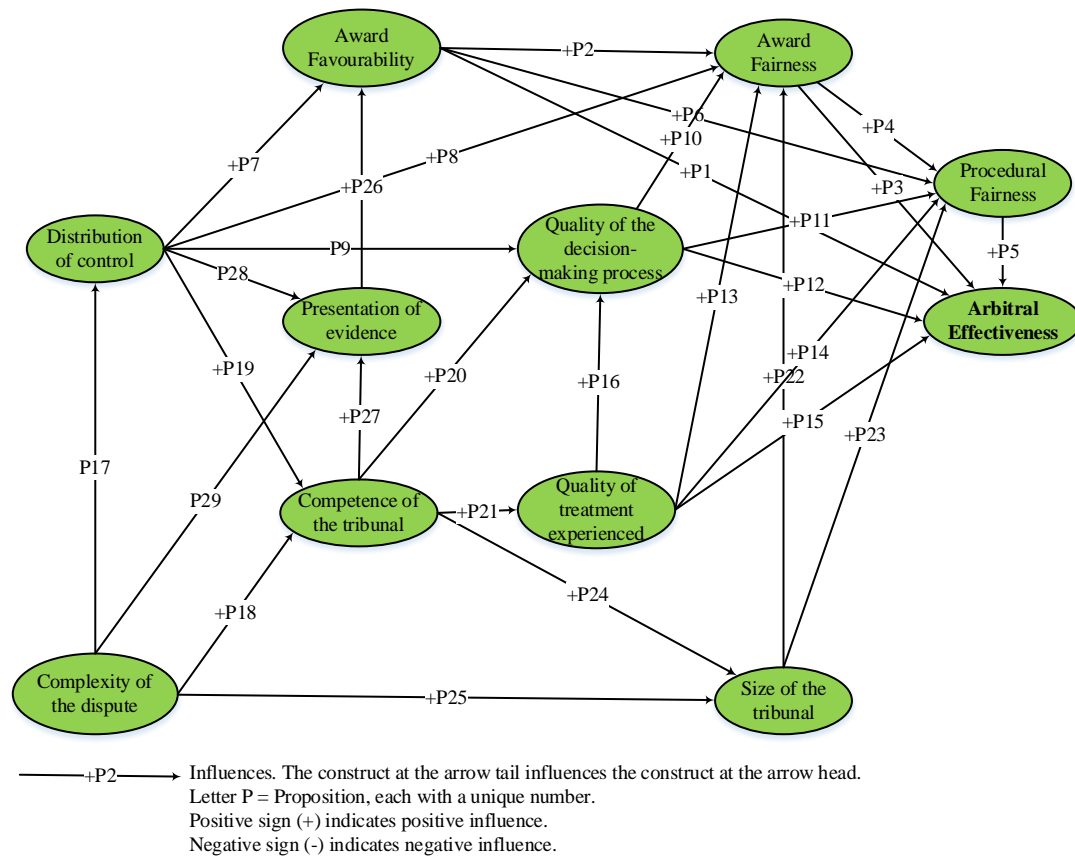 Award
Favourability
+P2
Award
Fairness
+P6
+P4
+P10
+P7
+P8
+P1
+P26
+P3
Procedural
Fairness
Distribution
of control
P9
Quality of the
decision-
making process
+P11
+P5
P28
+P12
+P13
Presentation of
evidence
Arbitral
Effectiveness
+P19
+P20
+P14
+P16
+P22
+P27
+P15
+P23
P17
P29
Competence of
the tribunal
+P21
Quality of
treatment
experienced
+P24
+P18
Complexity of
the dispute
+P25
Size of the
tribunal
+P2
Influences. The construct at the arrow tail influences the construct at the arrow head.
Letter P = Proposition, each with a unique number.
Positive sign (+) indicates positive influence.
Negative sign (-) indicates negative influence.